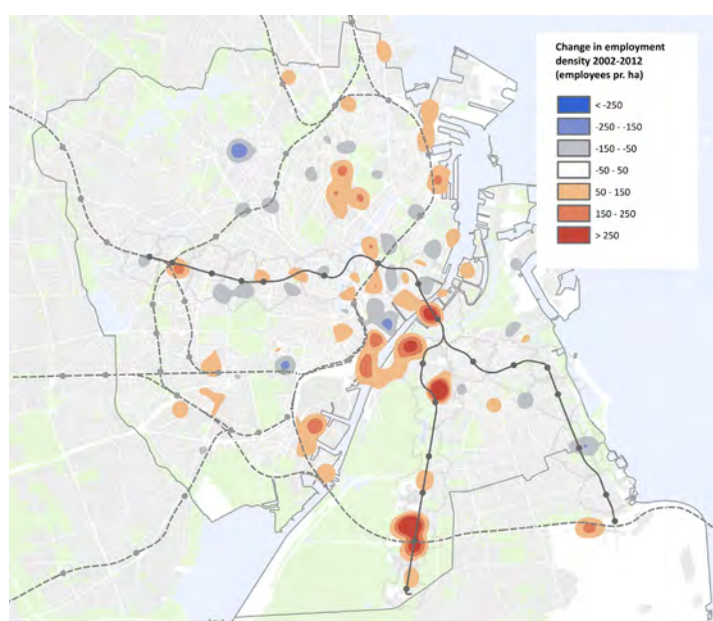 Change in employment
density 2002-2012
(employees pr. ha)
< -250
-250 - -150
-150 - -50
-50 - 50
50 - 150
150 - 250
> 250